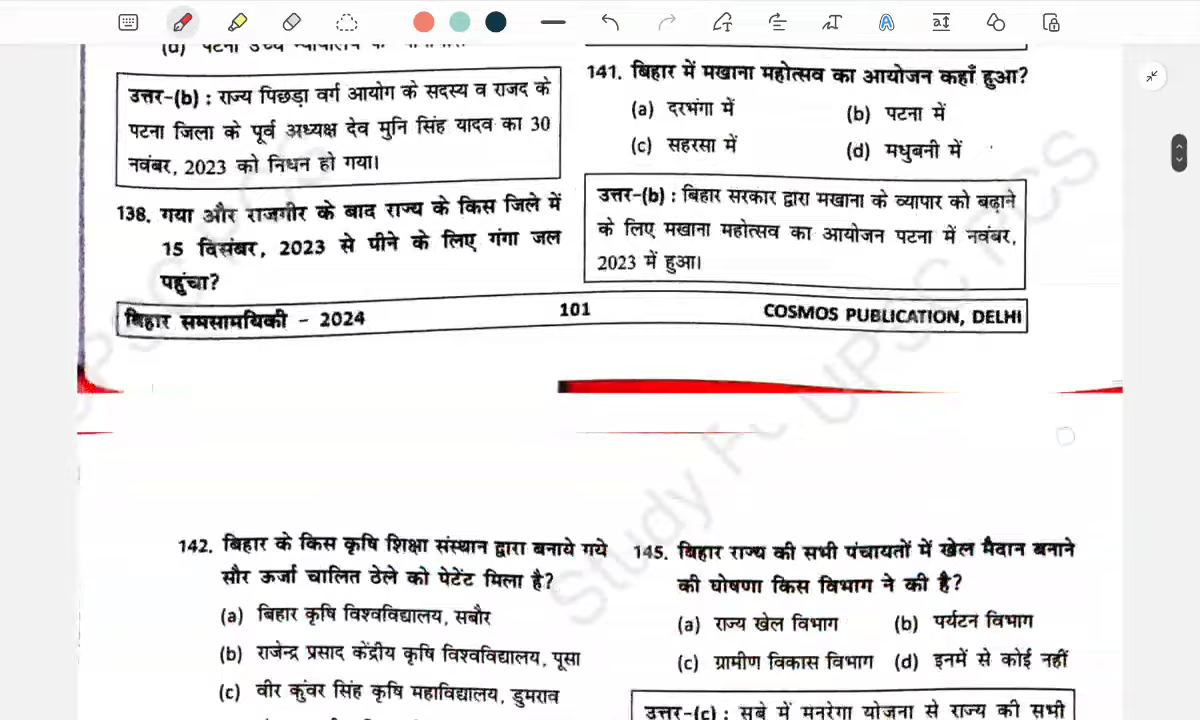 उत्तर-(b) : राज्य पिछड़ा वर्ग आयोग के सदस्य व राजद के
पटना जिला के पूर्व अध्यक्ष देव मुनि सिंह यादव का 30
नवंबर, 2023 को निधन हो गया।
138. गया और राजगीर के बाद राज्य के किस जिले में
15 दिसंबर, 2023 से पीने के लिए गंगा जल
पहुंचा?
141. बिहार में मखाना महोत्सव का आयोजन कहाँ हुआ?
(a) दरभंगा में (b) पटना में
(c) सहरसा में (d) मधुबनी में
उत्तर-(b) : बिहार सरकार द्वारा मखाना के व्यापार को बढ़ाने
के लिए मखाना महोत्सव का आयोजन पटना में नवंबर,
2023 में हुआ।
बिहार समसामयिकी – 2024 101 COSMOS PUBLICATION, DELHI
142. बिहार के किस कृषि शिक्षा संस्थान द्वारा बनाये गये
सौर ऊर्जा चालित ठेले को पेटेंट मिला है?
(a) बिहार कृषि विश्वविद्यालय, सबौर
(b) राजेन्द्र प्रसाद केंद्रीय कृषि विश्वविद्यालय, पूसा
(c) वीर कुंवर सिंह कृषि महाविद्यालय, डुमराव
145. बिहार राज्य की सभी पंचायतों में खेल मैदान बनाने
की घोषणा किस विभाग ने की है?
(a) राज्य खेल विभाग (b) पर्यटन विभाग
(c) ग्रामीण विकास विभाग (d) इनमें से कोई नहीं
उत्तर-(c) : सूबे में मनरेगा योजना से राज्य की सभी
Study For UPSC PCS